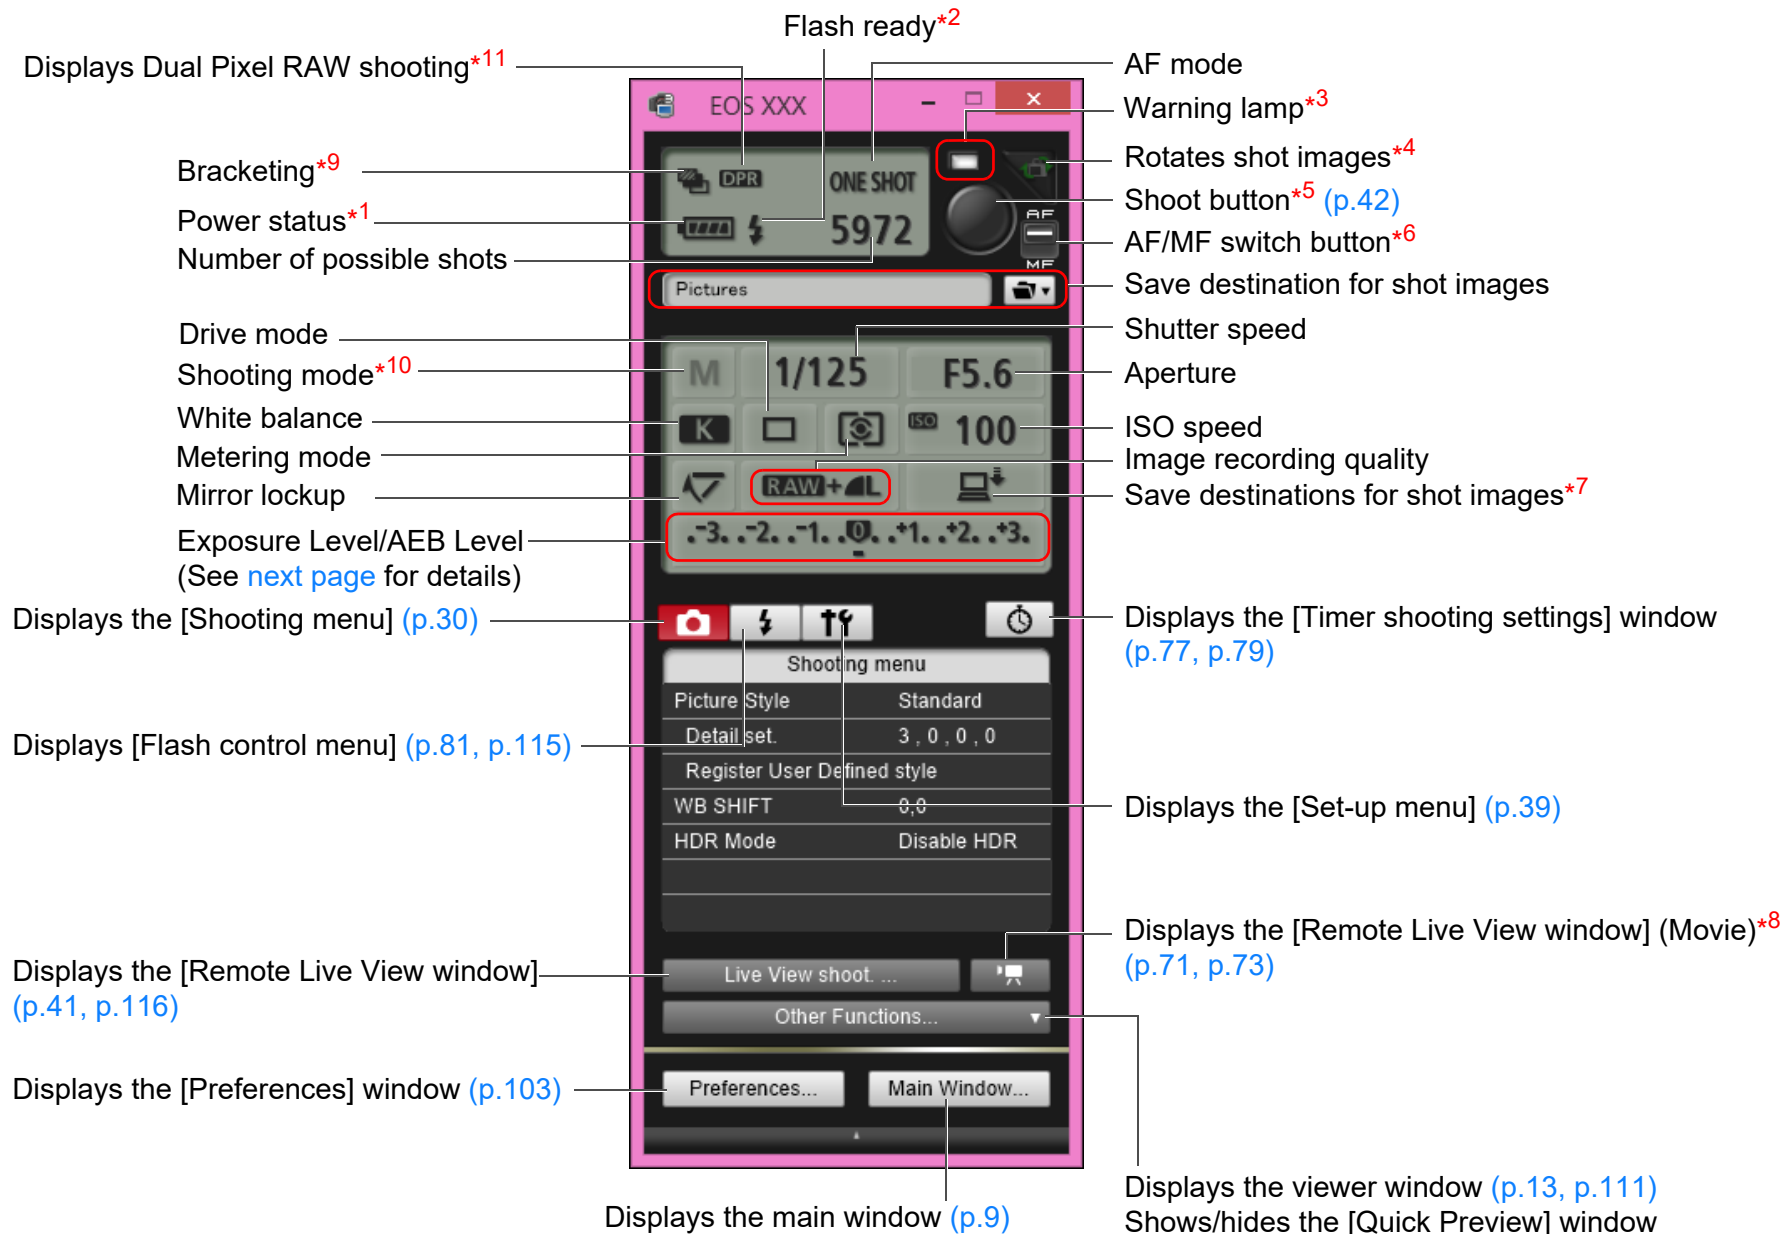 Flash ready*2
Displays Dual Pixel RAW shooting*11
AF mode
EOS XXX
Warning lamp*3
Bracketing*9
DPR
ONE SHOT
Rotates shot images*4
Power status*1
5972
Shoot button*5 (p.42)
AF
AF/MF switch button*6
MF
Number of possible shots
Pictures
Save destination for shot images
Drive mode
Shutter speed
Shooting mode*10
M
1/125
F5.6
Aperture
White balance
K
ISO 100
ISO speed
Metering mode
Image recording quality
Mirror lockup
RAW+L
Save destinations for shot images*7
Exposure Level/AEB Level
(See next page for details)
.-3. .-2. .-1. .0. .+1. .+2. .+3.
Displays the [Shooting menu] (p.30)
Displays the [Timer shooting settings] window
(p.77, p.79)
Shooting menu
Picture Style Standard
Detail set. 3 , 0 , 0 , 0
Displays [Flash control menu] (p.81, p.115)
Register User Defined style
WB SHIFT 0,0
Displays the [Set-up menu] (p.39)
HDR Mode Disable HDR
Displays the [Remote Live View window] (Movie)*8
(p.71, p.73)
Displays the [Remote Live View window]
(p.41, p.116)
Live View shoot. ...
Other Functions...
Displays the [Preferences] window (p.103)
Preferences...
Main Window...
Displays the main window (p.9)
Displays the viewer window (p.13, p.111)
Shows/hides the [Quick Preview] window